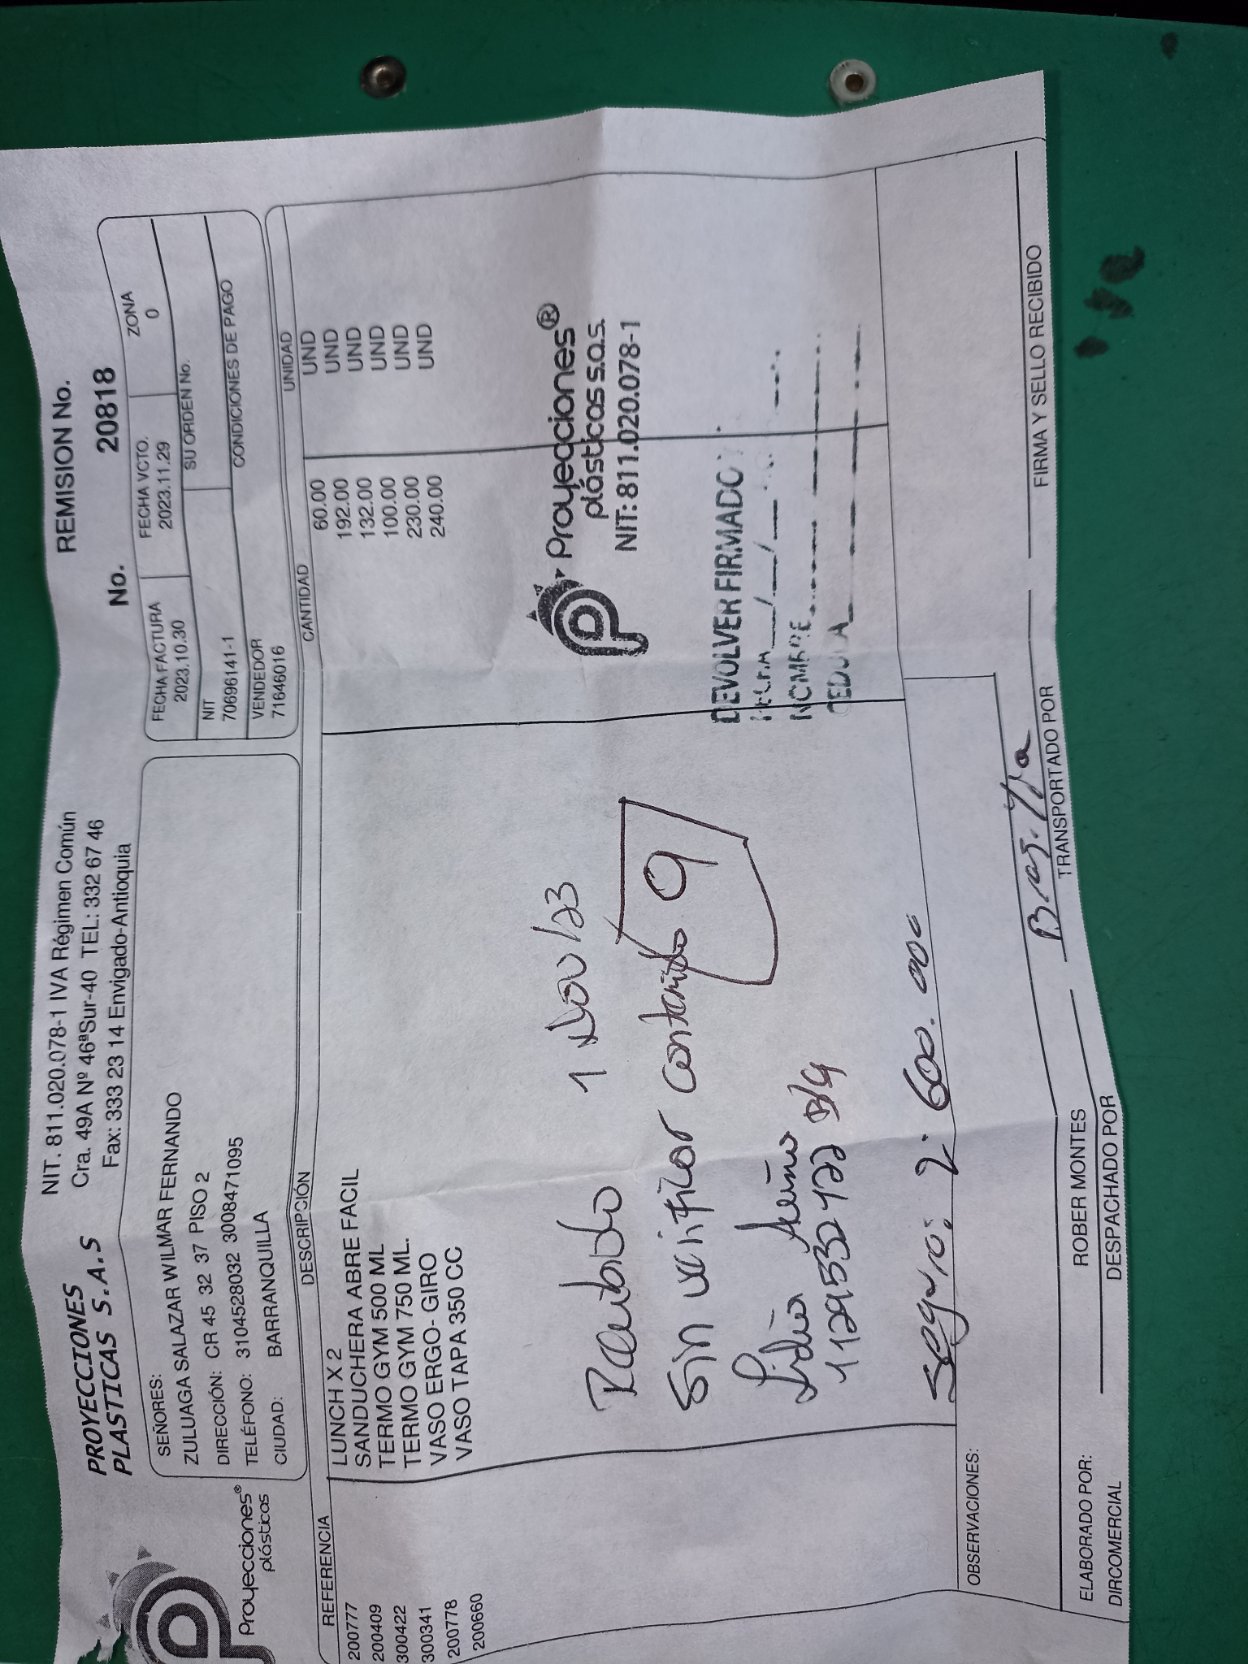 Proyecciones®
plásticas
PROYECCIONES
PLASTICAS S.A.S
NIT. 811.020.078-1 IVA Régimen Común
Cra. 49A Nº 46ªSur-40 TEL: 332 67 46
Fax: 333 23 14 Envigado-Antioquia
REMISION No.
No. 20818
SEÑORES:
ZULUAGA SALAZAR WILMAR FERNANDO
DIRECCIÓN: CR 45 32 37 PISO 2
TELÉFONO: 3104528032 3008471095
CIUDAD: BARRANQUILLA
FECHA FACTURA FECHA VCTO. ZONA
2023.10.30 2023.11.29 0
NIT SU ORDEN No.
70696141-1
VENDEDOR CONDICIONES DE PAGO
71646016
REFERENCIA DESCRIPCIÓN CANTIDAD UNIDAD
200777 LUNCH X 2 60.00 UND
200409 SANDUCHERA ABRE FACIL 192.00 UND
300422 TERMO GYM 500 ML 132.00 UND
300341 TERMO GYM 750 ML. 100.00 UND
200778 VASO ERGO- GIRO 230.00 UND
200660 VASO TAPA 350 CC 240.00 UND
Proyecciones®
plásticas s.a.s.
NIT: 811.020.078-1
Recibido 1 Nov/23
Sin verificar contenido 9
1129532422 B/q
DEVOLVER FIRMADO
NOMBRE
CEDULA
Seguro: 2.600.000
OBSERVACIONES:
ELABORADO POR:
DIRCOMERCIAL
ROBER MONTES
DESPACHADO POR
TRANSPORTADO POR
FIRMA Y SELLO RECIBIDO